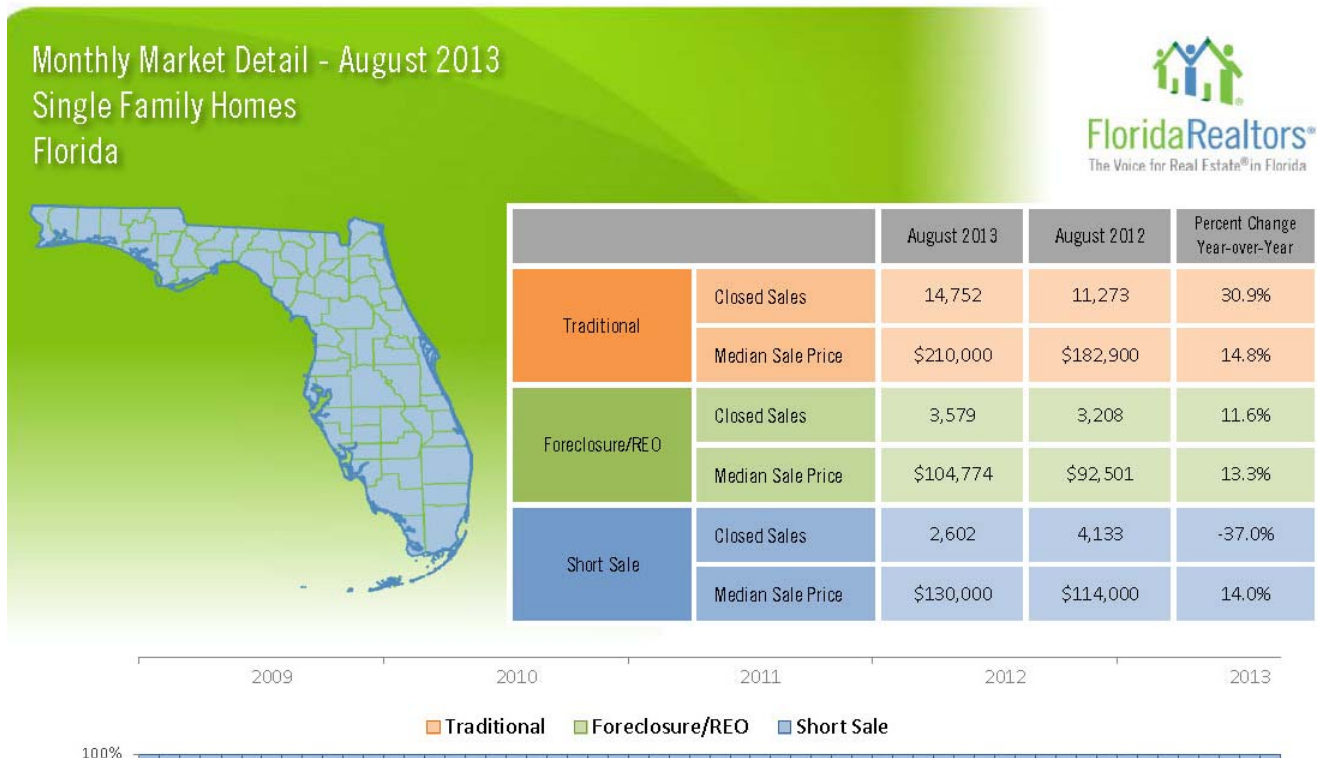 Monthly Market Detail - August 2013
Single Family Homes
Florida
FloridaRealtors®
The Voice for Real Estate® in Florida
August 2013 August 2012 Percent Change Year-over-Year
Traditional
Closed Sales 14,752 11,273 30.9%
Median Sale Price $210,000 $182,900 14.8%
Foreclosure/REO
Closed Sales 3,579 3,208 11.6%
Median Sale Price $104,774 $92,501 13.3%
Short Sale
Closed Sales 2,602 4,133 -37.0%
Median Sale Price $130,000 $114,000 14.0%
2009 2010 2011 2012 2013
Traditional Foreclosure/REO Short Sale
100%